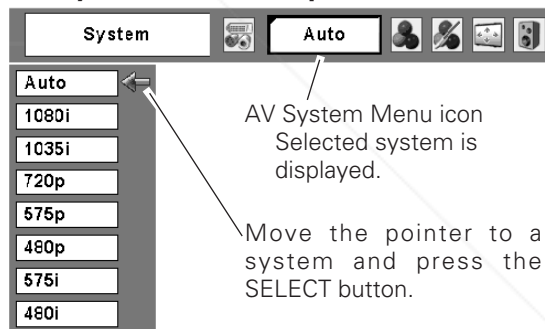 System
Auto
Auto
1080i
1035i
720p
575p
480p
575i
480i
AV System Menu icon
Selected system is
displayed.
Move the pointer to a
system and press the
SELECT button.